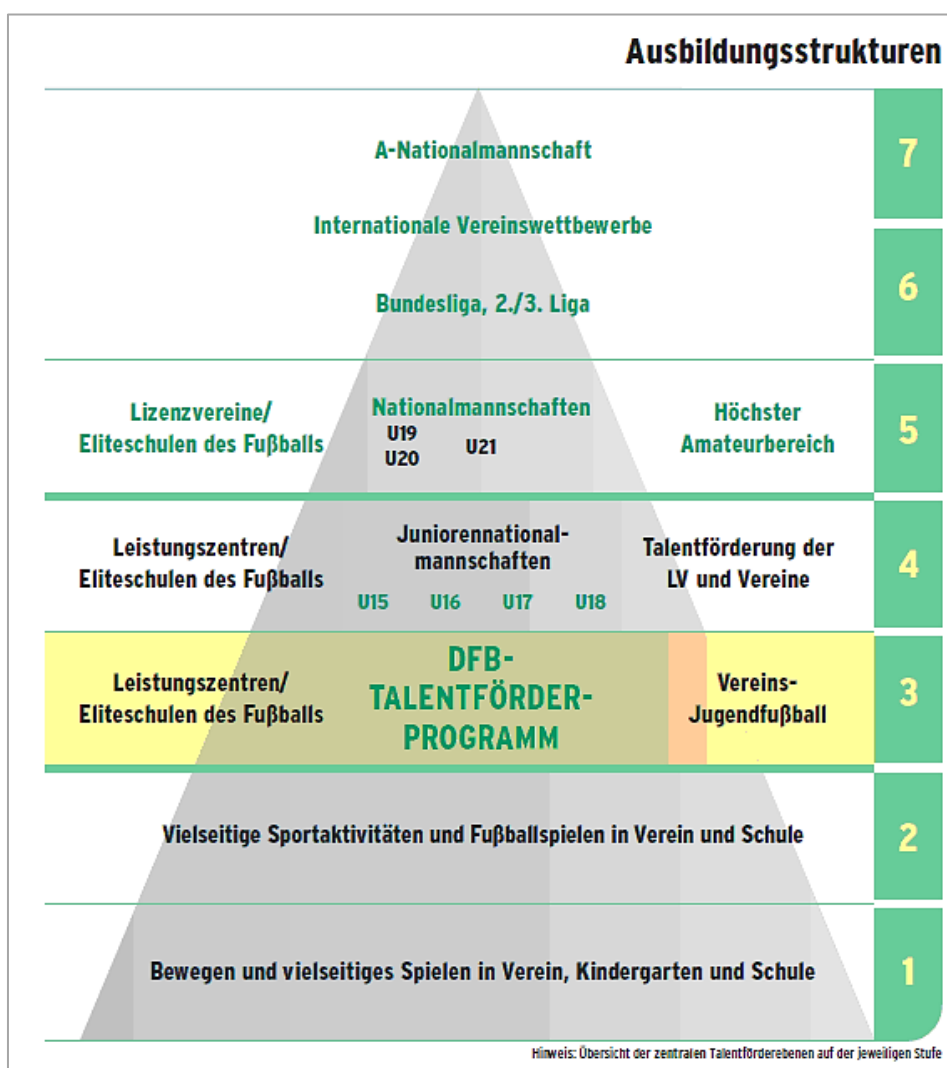 Ausbildungsstrukturen
A-Nationalmannschaft
7
Internationale Vereinswettbewerbe
Bundesliga, 2./3. Liga
6
Lizenzvereine/
Eliteschulen des Fußballs
Nationalmannschaften
U19
U20
U21
Höchster
Amateurbereich
5
Leistungszentren/
Eliteschulen des Fußballs
Juniorennational-
mannschaften
U15 U16 U17 U18
Talentförderung der
LV und Vereine
4
Leistungszentren/
Eliteschulen des Fußballs
DFB-
TALENTFÖRDER-
PROGRAMM
Vereins-
Jugendfußball
3
Vielseitige Sportaktivitäten und Fußballspielen in Verein und Schule
2
Bewegen und vielseitiges Spielen in Verein, Kindergarten und Schule
1
Hinweis: Übersicht der zentralen Talentförderebenen auf der jeweiligen Stufe